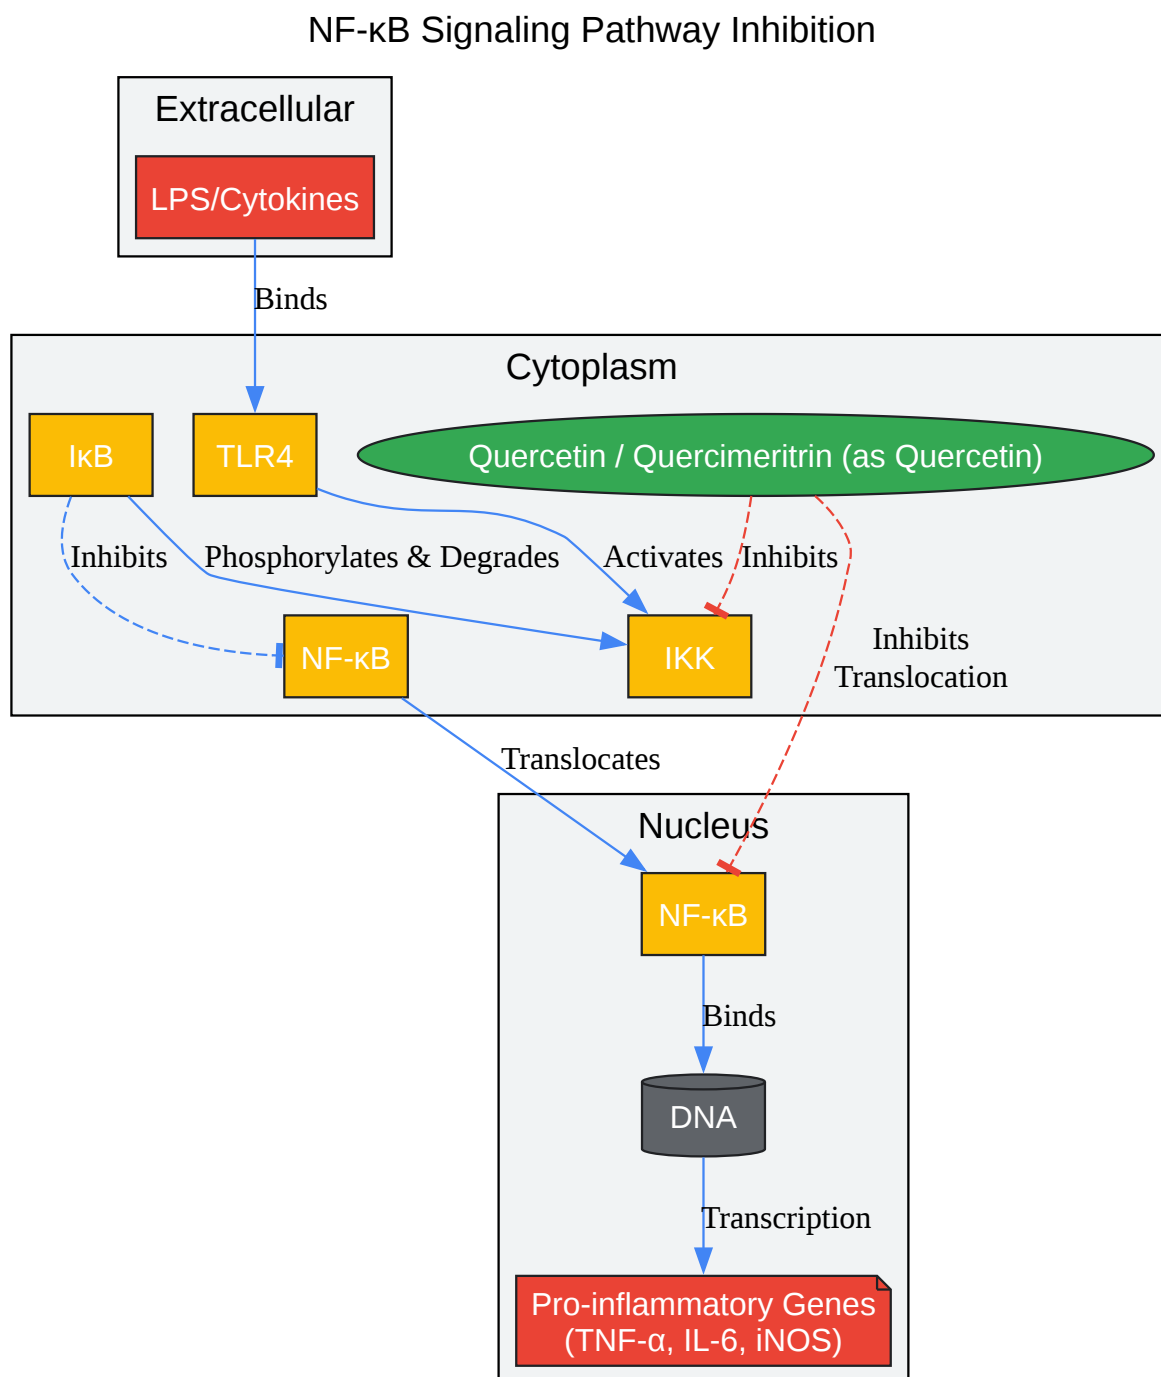 NF-κB Signaling Pathway Inhibition
Extracellular
LPS/Cytokines
Binds
Cytoplasm
IκB
TLR4
Quercetin / Quercimeritrin (as Quercetin)
Inhibits
Phosphorylates & Degrades
Activates
Inhibits
Inhibits
Translocation
NF-κB
IKK
Translocates
Nucleus
NF-κB
Binds
DNA
Transcription
Pro-inflammatory Genes
(TNF-α, IL-6, iNOS)